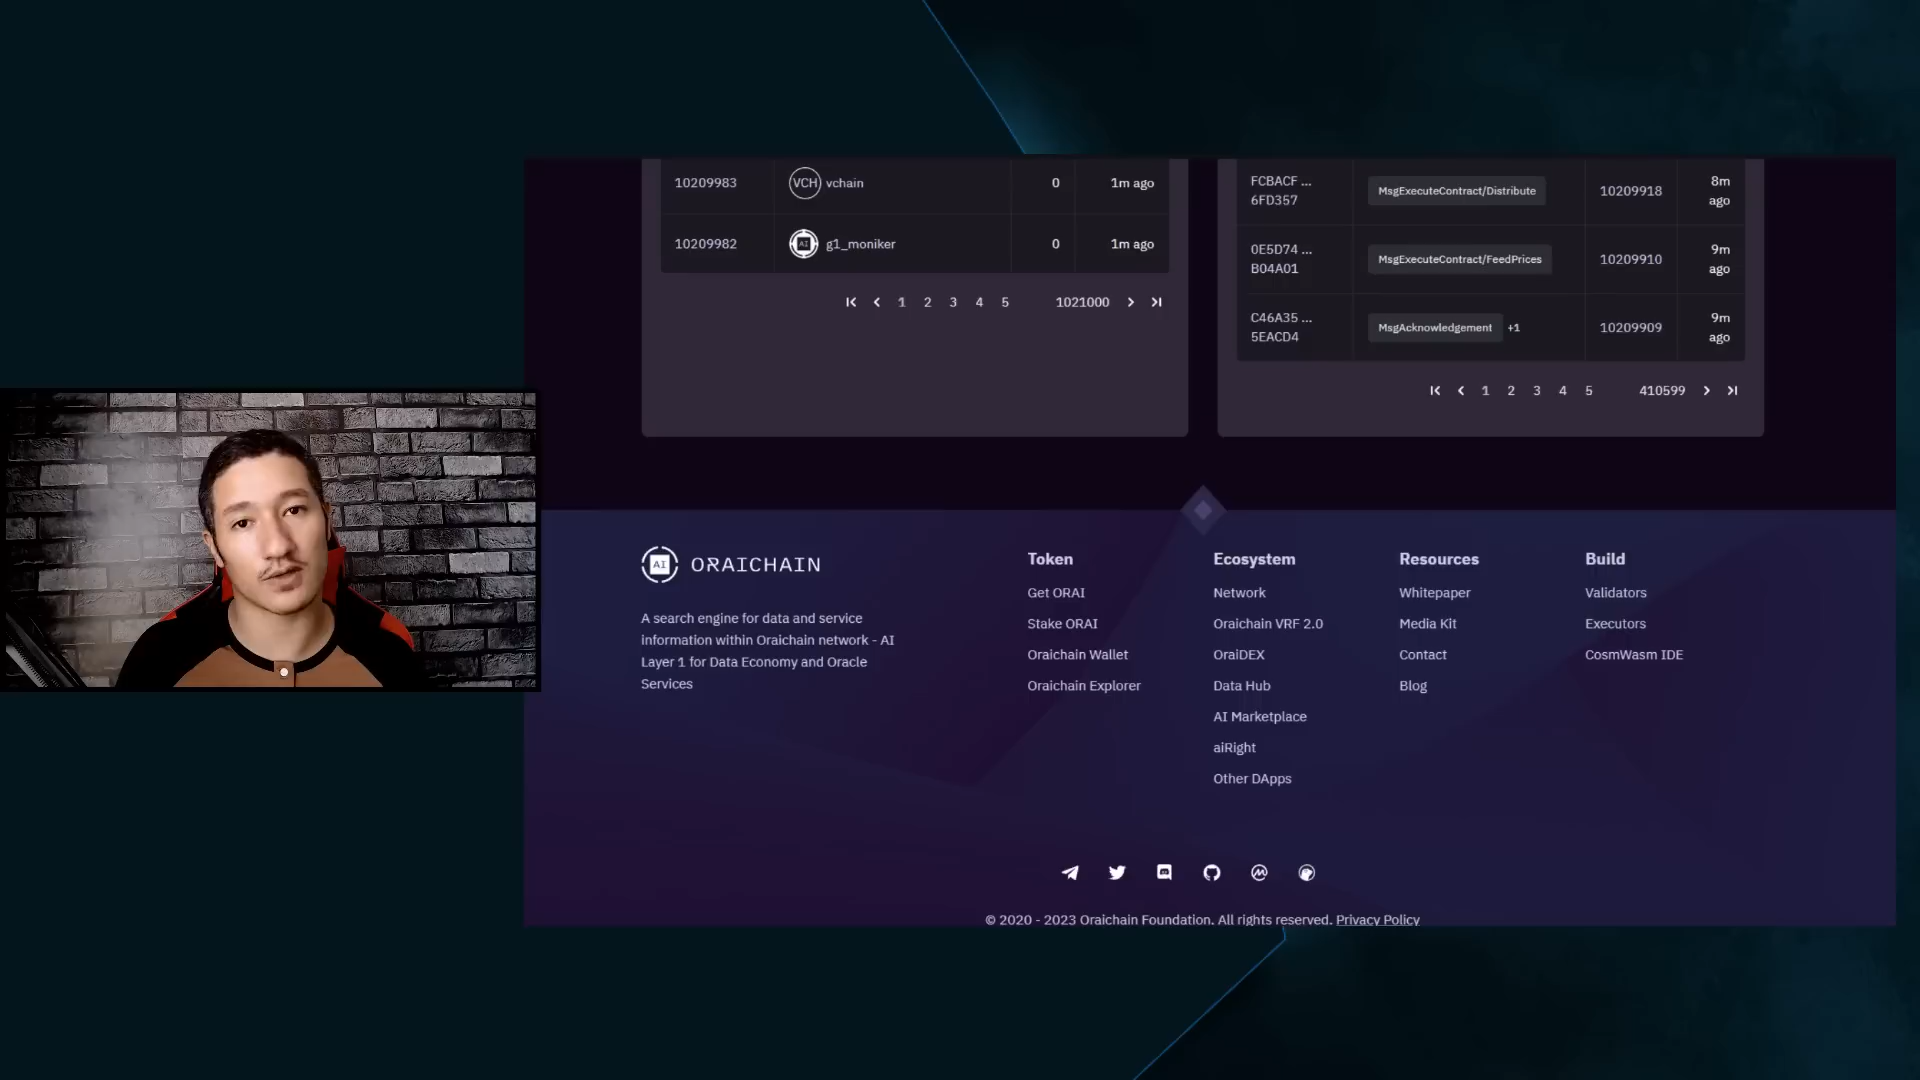 10209983 VCH vchain 0 1m ago
10209982 AI g1_moniker 0 1m ago
1 2 3 4 5 1021000
FCBACF ...
6FD357
MsgExecuteContract/Distribute
10209918
8m
ago
0E5D74 ...
B04A01
MsgExecuteContract/FeedPrices
10209910
9m
ago
C46A35 ...
5EACD4
MsgAcknowledgement +1
10209909
9m
ago
1 2 3 4 5 410599
AI ORAICHAIN
A search engine for data and service
information within Oraichain network - AI
Layer 1 for Data Economy and Oracle
Services
Token
Get ORAI
Stake ORAI
Oraichain Wallet
Oraichain Explorer
Ecosystem
Network
Oraichain VRF 2.0
OraiDEX
Data Hub
AI Marketplace
aiRight
Other DApps
Resources
Whitepaper
Media Kit
Contact
Blog
Build
Validators
Executors
CosmWasm IDE
© 2020 - 2023 Oraichain Foundation. All rights reserved. Privacy Policy